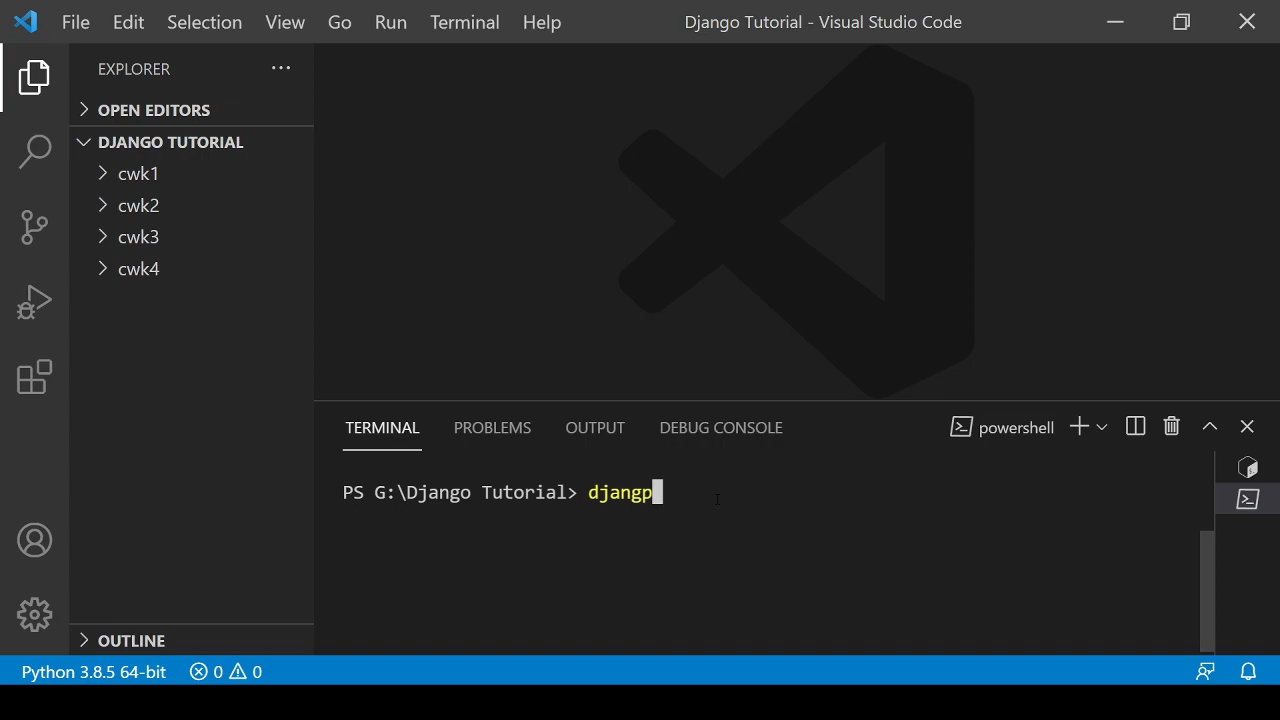 File Edit Selection View Go Run Terminal Help Django Tutorial - Visual Studio Code
EXPLORER
OPEN EDITORS
DJANGO TUTORIAL
cwk1
cwk2
cwk3
cwk4
TERMINAL PROBLEMS OUTPUT DEBUG CONSOLE powershell
PS G:\Django Tutorial> djangp
OUTLINE
Python 3.8.5 64-bit 0 0